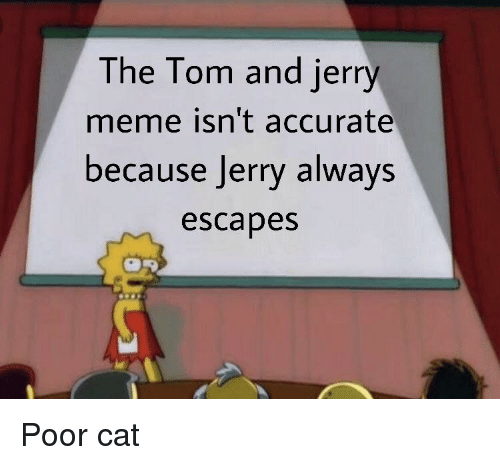 The Tom and jerry
meme isn't accurate
because Jerry always
escapes
Poor cat